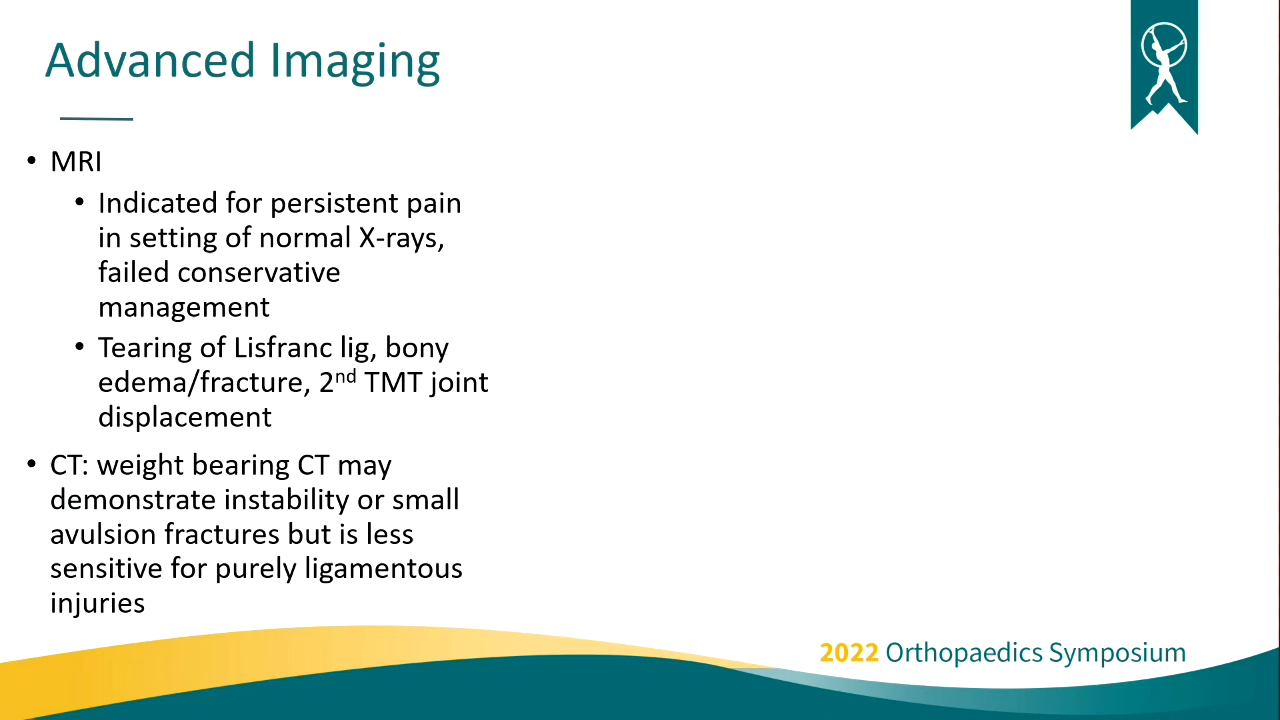 Advanced Imaging
• MRI
• Indicated for persistent pain
in setting of normal X-rays,
failed conservative
management
• Tearing of Lisfranc lig, bony
edema/fracture, 2nd TMT joint
displacement
• CT: weight bearing CT may
demonstrate instability or small
avulsion fractures but is less
sensitive for purely ligamentous
injuries
2022 Orthopaedics Symposium